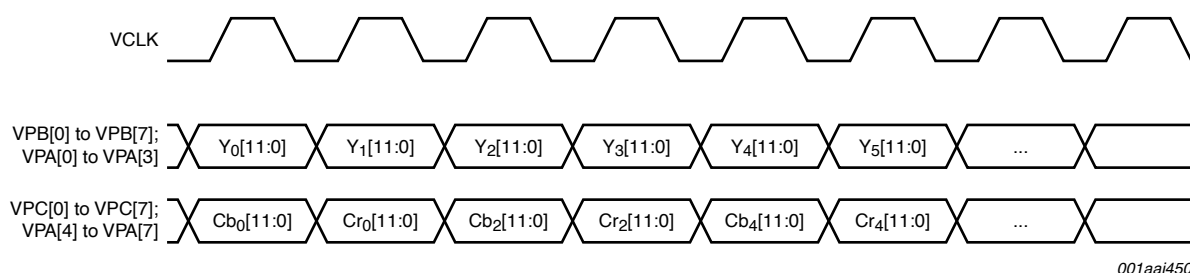 VCLK
VPB[0] to VPB[7];
VPA[0] to VPA[3]
Y0[11:0] Y1[11:0] Y2[11:0] Y3[11:0] Y4[11:0] Y5[11:0] ...
VPC[0] to VPC[7];
VPA[4] to VPA[7]
Cb0[11:0] Cr0[11:0] Cb2[11:0] Cr2[11:0] Cb4[11:0] Cr4[11:0] ...
001aai450